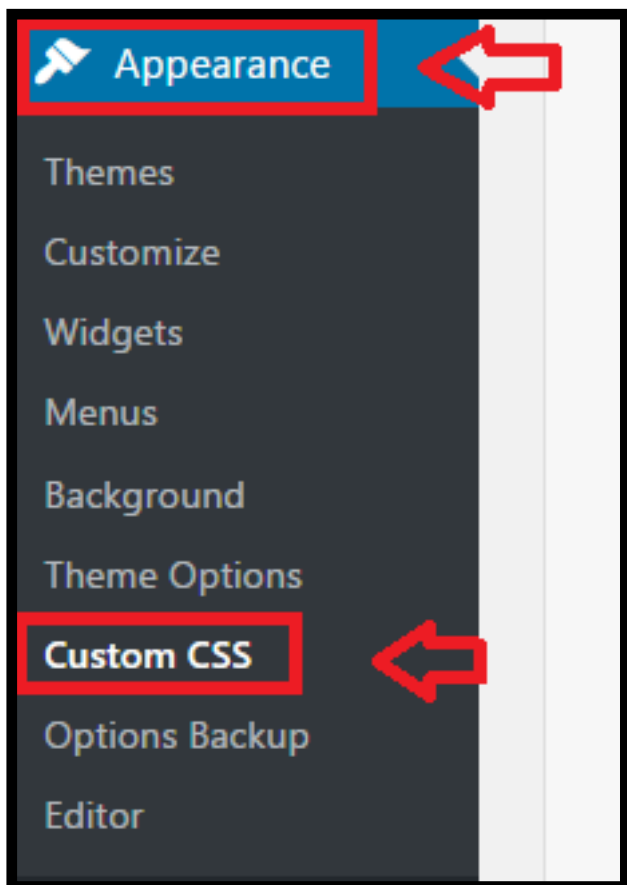 Appearance
Themes
Customize
Widgets
Menus
Background
Theme Options
Custom CSS
Options Backup
Editor